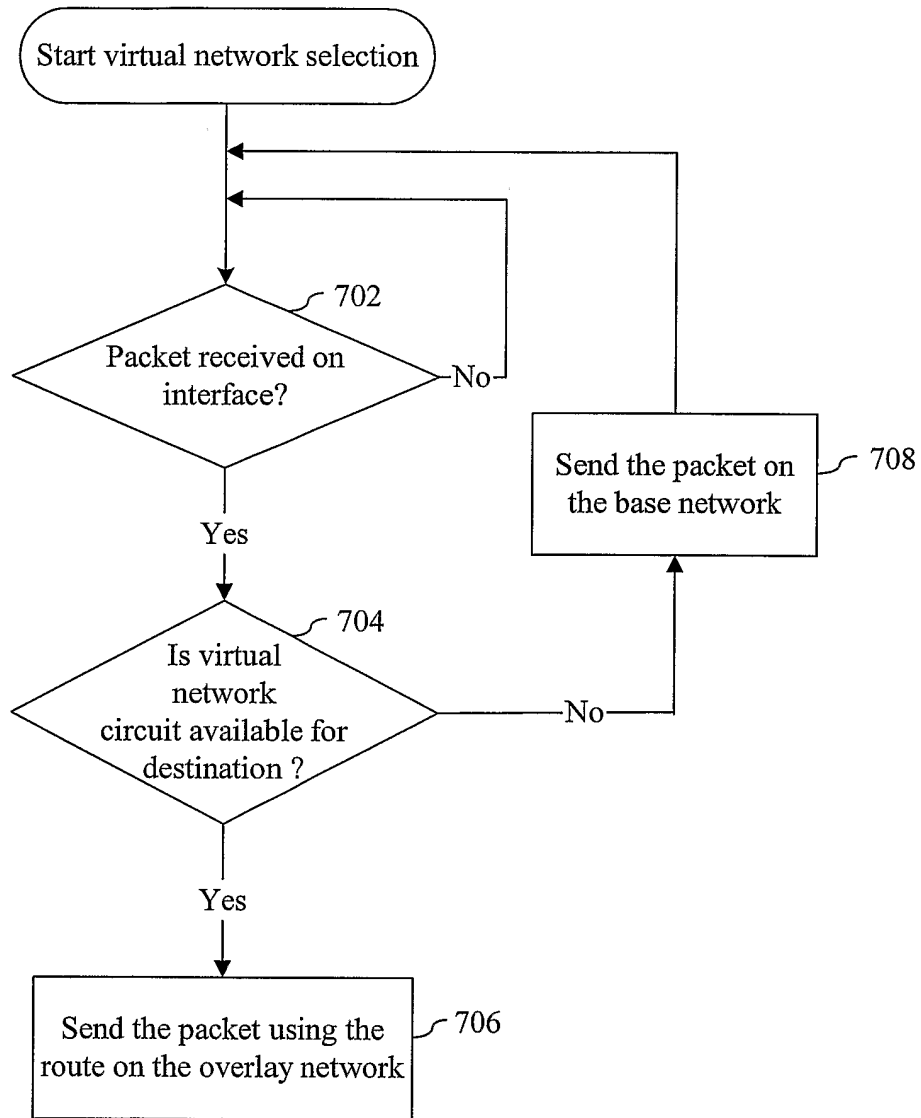 Start virtual network selection
702
Packet received on
interface?
No
Send the packet on
the base network
708
Yes
704
Is virtual
network
circuit available for
destination ?
No
Yes
Send the packet using the
route on the overlay network
706